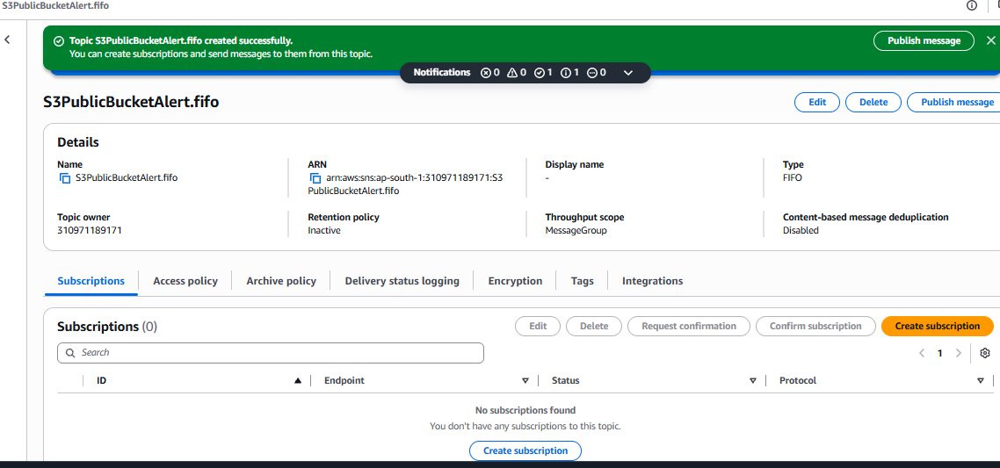 S3PublicBucketAlert.fifo
Topic S3PublicBucketAlert.fifo created successfully.
You can create subscriptions and send messages to them from this topic.
Publish message
Notifications 0 0 1 1 0
S3PublicBucketAlert.fifo
Edit Delete Publish message
Details
Name
S3PublicBucketAlert.fifo
ARN
arn:aws:sns:ap-south-1:310971189171:S3
PublicBucketAlert.fifo
Display name
-
Type
FIFO
Topic owner
310971189171
Retention policy
Inactive
Throughput scope
MessageGroup
Content-based message deduplication
Disabled
Subscriptions Access policy Archive policy Delivery status logging Encryption Tags Integrations
Subscriptions (0)
Edit Delete Request confirmation Confirm subscription Create subscription
Search
1
ID Endpoint Status Protocol
No subscriptions found
You don't have any subscriptions to this topic.
Create subscription